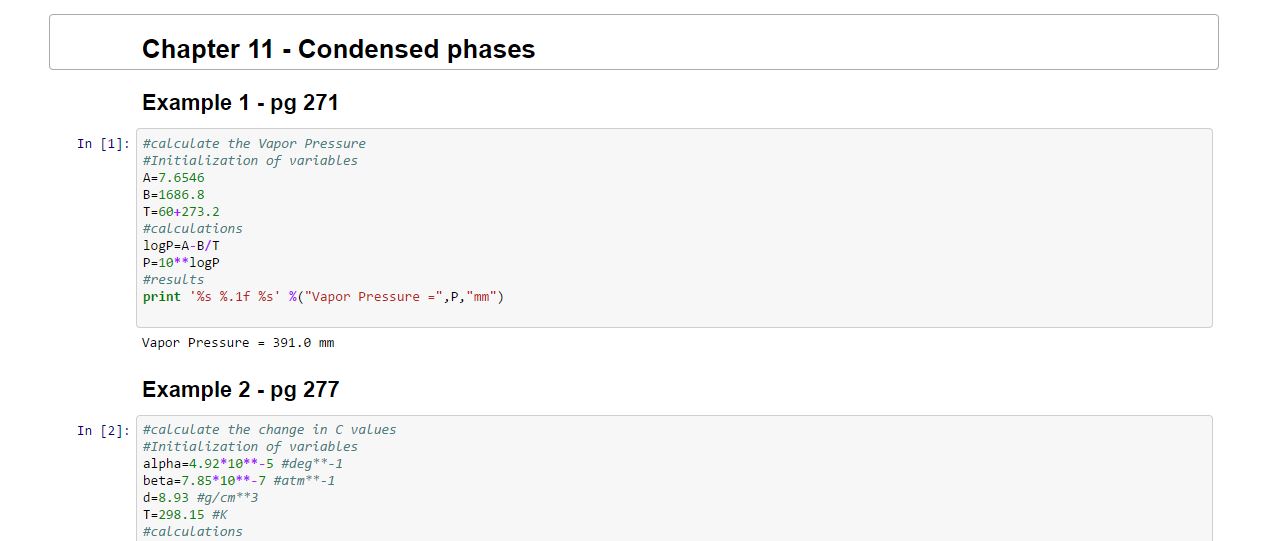 Chapter 11 - Condensed phases
Example 1 - pg 271
In [1]:
#calculate the Vapor Pressure
#Initialization of variables
A=7.6546
B=1686.8
T=60+273.2
#calculations
logP=A-B/T
P=10**logP
#results
print '%s %.1f %s' %("Vapor Pressure =",P,"mm")
Vapor Pressure = 391.0 mm
Example 2 - pg 277
In [2]:
#calculate the change in C values
#Initialization of variables
alpha=4.92*10**-5 #deg**-1
beta=7.85*10**-7 #atm**-1
d=8.93 #g/cm**3
T=298.15 #K
#calculations